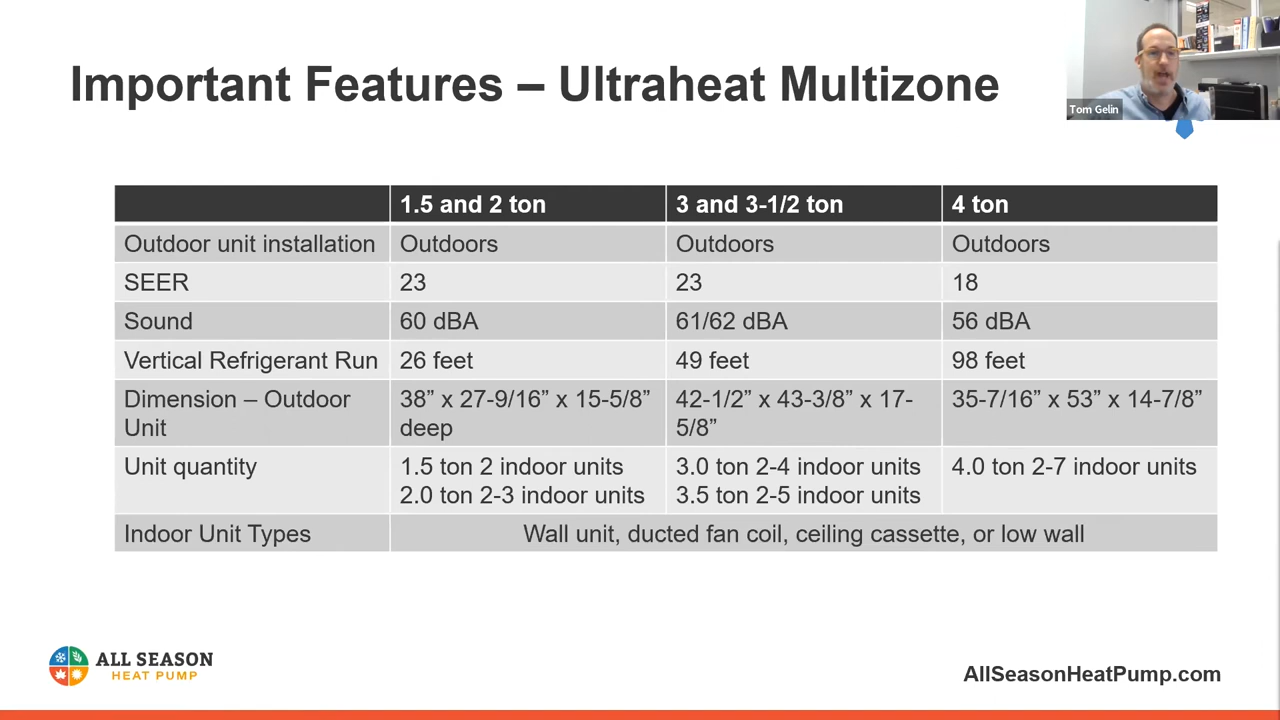 Important Features – Ultraheat Multizone
Tom Gelin
1.5 and 2 ton 3 and 3-1/2 ton 4 ton
Outdoor unit installation Outdoors Outdoors Outdoors
SEER 23 23 18
Sound 60 dBA 61/62 dBA 56 dBA
Vertical Refrigerant Run 26 feet 49 feet 98 feet
Dimension – Outdoor 38” x 27-9/16” x 15-5/8” 42-1/2” x 43-3/8” x 17- 35-7/16” x 53” x 14-7/8”
Unit deep 5/8”
Unit quantity 1.5 ton 2 indoor units 3.0 ton 2-4 indoor units 4.0 ton 2-7 indoor units
2.0 ton 2-3 indoor units 3.5 ton 2-5 indoor units
Indoor Unit Types Wall unit, ducted fan coil, ceiling cassette, or low wall
ALL SEASON
HEAT PUMP
AllSeasonHeatPump.com